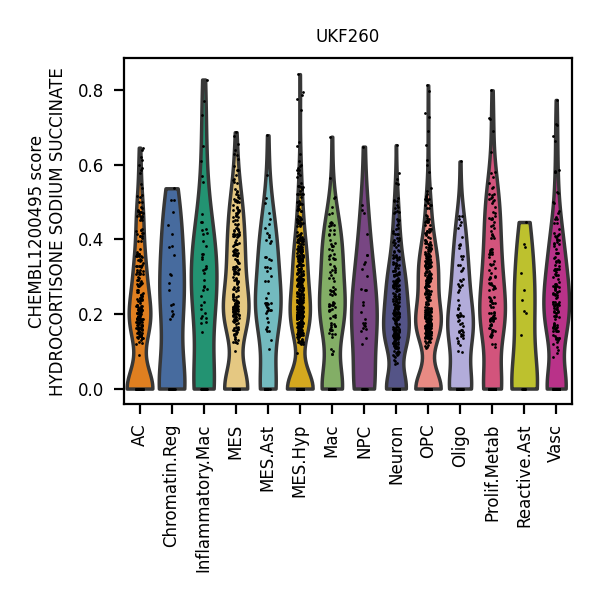 UKF260
CHEMBL1200495 score
HYDROCORTISONE SODIUM SUCCINATE
0.8
0.6
0.4
0.2
0.0
AC
Chromatin.Reg
Inflammatory.Mac
MES
MES.Ast
MES.Hyp
Mac
NPC
Neuron
OPC
Oligo
Prolif.Metab
Reactive.Ast
Vasc